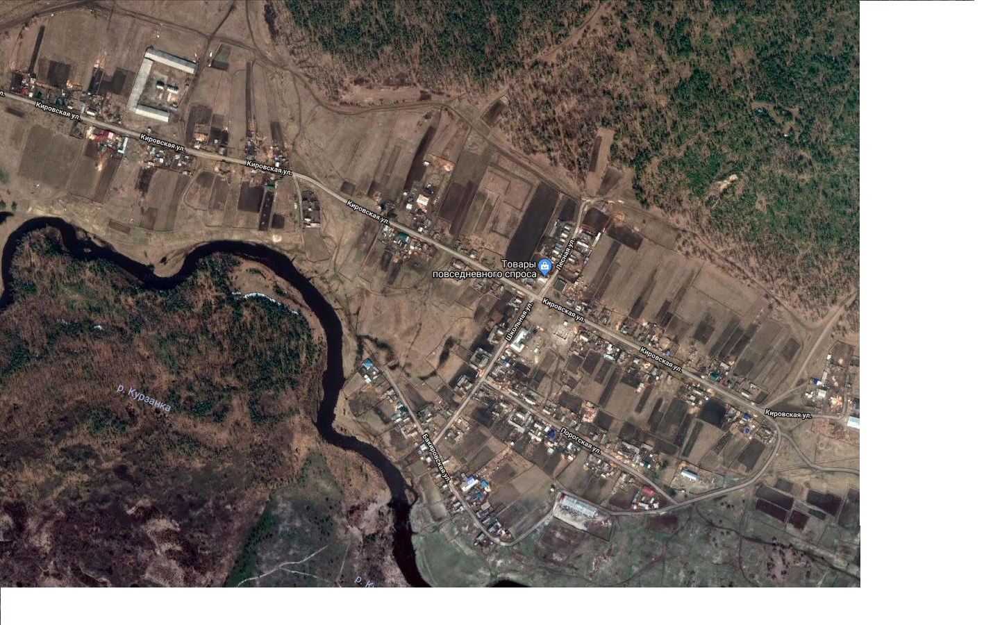 л.
Кировская ул.
Кировская ул.
Кировская ул.
Кировская ул.
Лесная ул.
Товары
повседневного спроса
Кировская ул.
Школьная ул.
Кировская ул.
р. Курзанка
Кировская ул.
Порогская ул.
Бакировская ул.
р. К